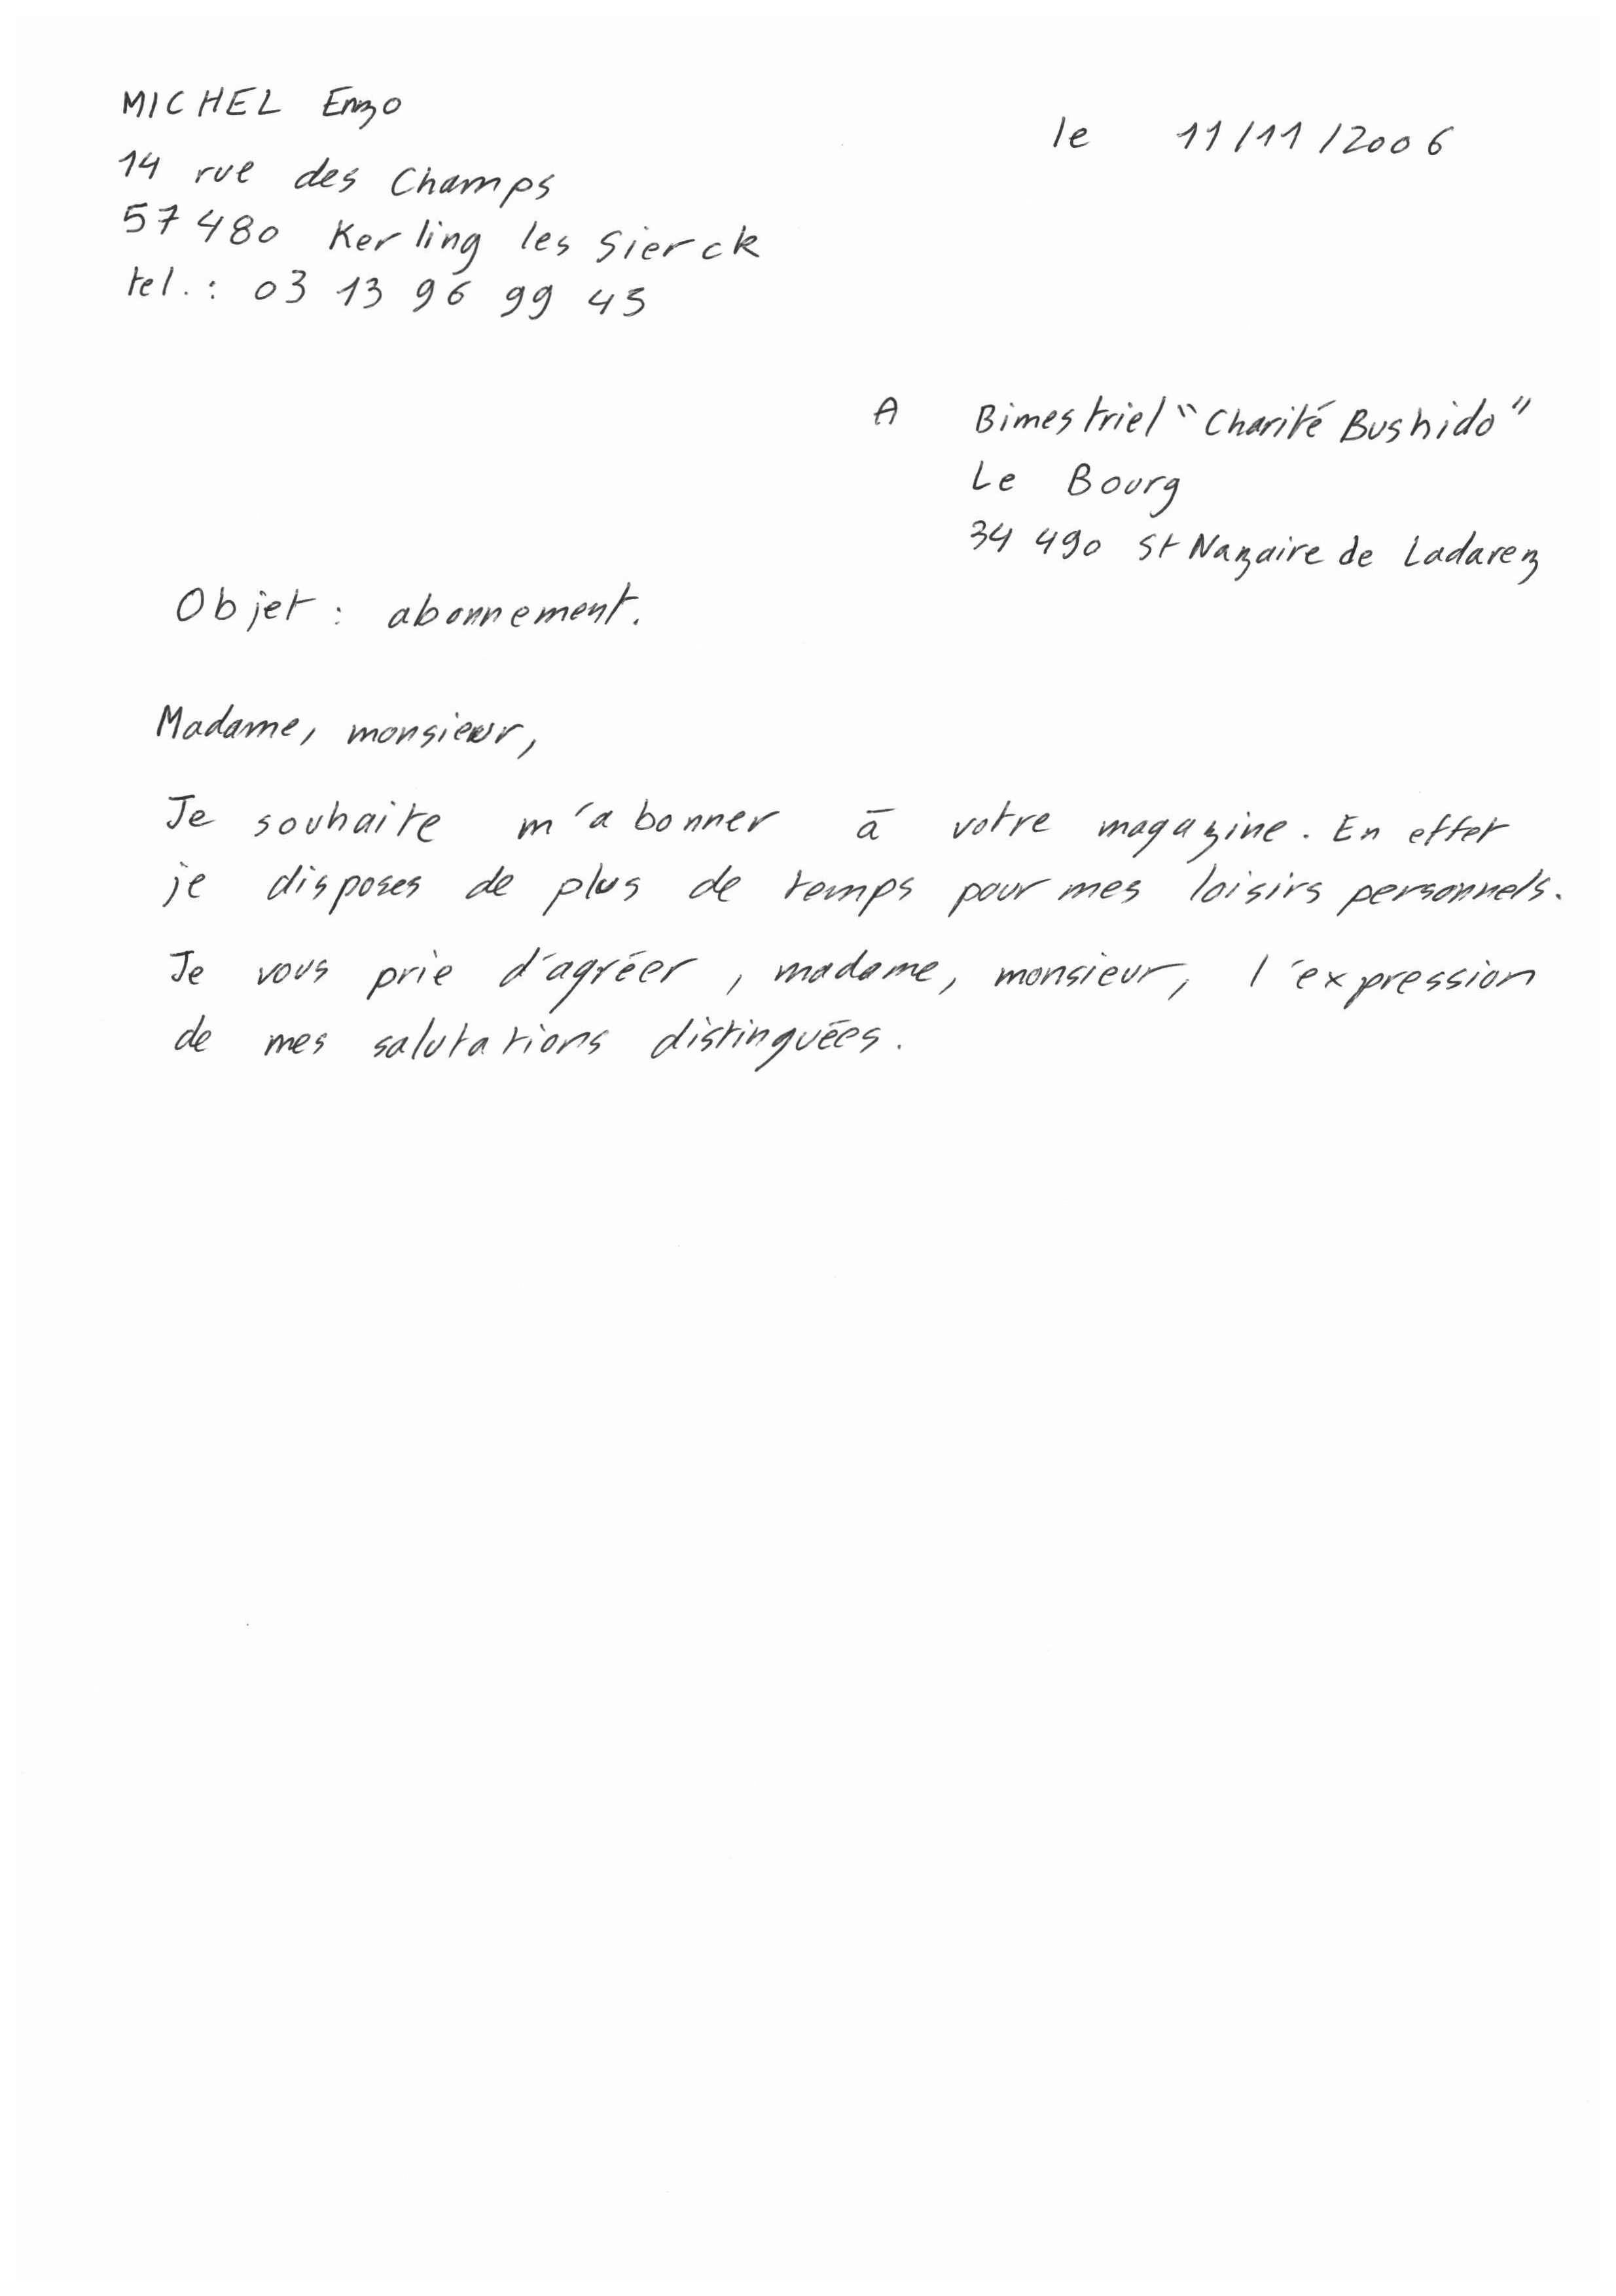 MICHEL Enzo
le 11/11/2006
14 rue des Champs
57480 Kerling les Sierck
tel.: 03 13 96 99 45
A Bimestriel "Charité Bushido"
Le Bourg
34 490 St Nazaire de Ladarez
Objet : abonnement.
Madame, monsieur,
Je souhaite m'abonner à votre magazine. En effet
je disposes de plus de temps pour mes loisirs personnels.
Je vous prie d'agréer, madame, monsieur, l'expression
de mes salutations distinguées.